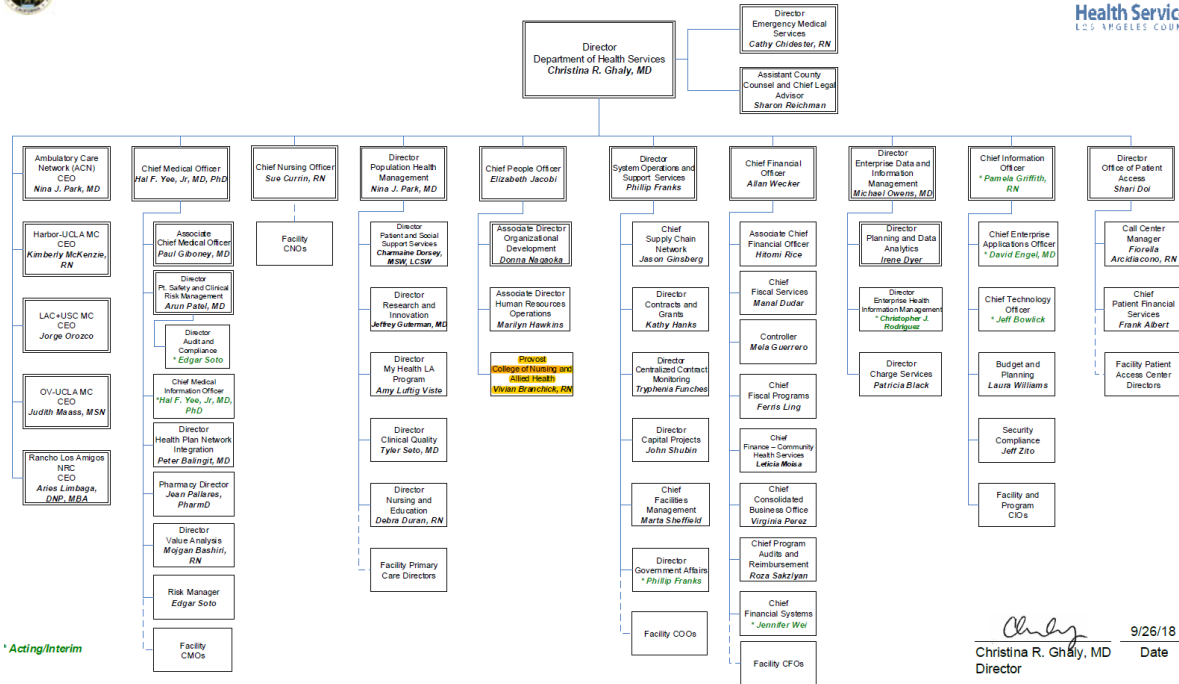 Health Servic
LOS ANGELES COUN
Director
Emergency Medical
Services
Cathy Chidester, RN
Director
Department of Health Services
Christina R. Ghaly, MD
Assistant County
Counsel and Chief Legal
Advisor
Sharon Reichman
Ambulatory Care
Network (ACN)
CEO
Nina J. Park, MD
Harbor-UCLA MC
CEO
Kimberly McKenzie,
RN
LAC+USC MC
CEO
Jorge Orozco
OV-UCLA MC
CEO
Judith Maass, MSN
Rancho Los Amigos
NRC
CEO
Aries Limbaga,
DNP, MBA
Chief Medical Officer
Hal F. Yee, Jr, MD, PhD
Associate
Chief Medical Officer
Paul Giboney, MD
Director
Pt. Safety and Clinical
Risk Management
Arun Patel, MD
Director
Audit and
Compliance
* Edgar Soto
Chief Medical
Information Officer
*Hal F. Yee, Jr, MD,
PhD
Director
Health Plan Network
Integration
Peter Balingit, MD
Pharmacy Director
Jean Pallares,
PharmD
Director
Value Analysis
Mojgan Bashiri,
RN
Risk Manager
Edgar Soto
Facility
CMOs
Chief Nursing Officer
Sue Currin, RN
Facility
CNOs
Director
Population Health
Management
Nina J. Park, MD
Director
Patient and Social
Support Services
Charmaine Dorsey,
MSW, LCSW
Director
Research and
Innovation
Jeffrey Guterman, MD
Director
My Health LA
Program
Amy Luftig Viste
Director
Clinical Quality
Tyler Seto, MD
Director
Nursing and
Education
Debra Duran, RN
Facility Primary
Care Directors
Chief People Officer
Elizabeth Jacobi
Associate Director
Organizational
Development
Donna Nagaoka
Associate Director
Human Resources
Operations
Marilyn Hawkins
Provost
College of Nursing and
Allied Health
Vivian Branchick, RN
Director
System Operations and
Support Services
Phillip Franks
Chief
Supply Chain
Network
Jason Ginsberg
Director
Contracts and
Grants
Kathy Hanks
Director
Centralized Contract
Monitoring
Tryphenia Funches
Director
Capital Projects
John Shubin
Chief
Facilities
Management
Marta Sheffield
Director
Government Affairs
* Phillip Franks
Facility COOs
Chief Financial
Officer
Allan Wecker
Associate Chief
Financial Officer
Hitomi Rice
Chief
Fiscal Services
Manal Dudar
Controller
Mela Guerrero
Chief
Fiscal Programs
Ferris Ling
Chief
Finance – Community
Health Services
Leticia Moisa
Chief
Consolidated
Business Office
Virginia Perez
Chief Program
Audits and
Reimbursement
Roza Sakzlyan
Chief
Financial Systems
* Jennifer Wei
Facility CFOs
Director
Enterprise Data and
Information
Management
Michael Owens, MD
Director
Planning and Data
Analytics
Irene Dyer
Director
Enterprise Health
Information Management
* Christopher J.
Rodriguez
Director
Charge Services
Patricia Black
Chief Information
Officer
* Pamela Griffith,
RN
Chief Enterprise
Applications Officer
* David Engel, MD
Chief Technology
Officer
* Jeff Bowlick
Budget and
Planning
Laura Williams
Security
Compliance
Jeff Zito
Facility and
Program
CIOs
Director
Office of Patient
Access
Shari Doi
Call Center
Manager
Fiorella
Arcidiacono, RN
Chief
Patient Financial
Services
Frank Albert
Facility Patient
Access Center
Directors
* Acting/Interim
9/26/18
Christina R. Ghaly, MD Date
Director